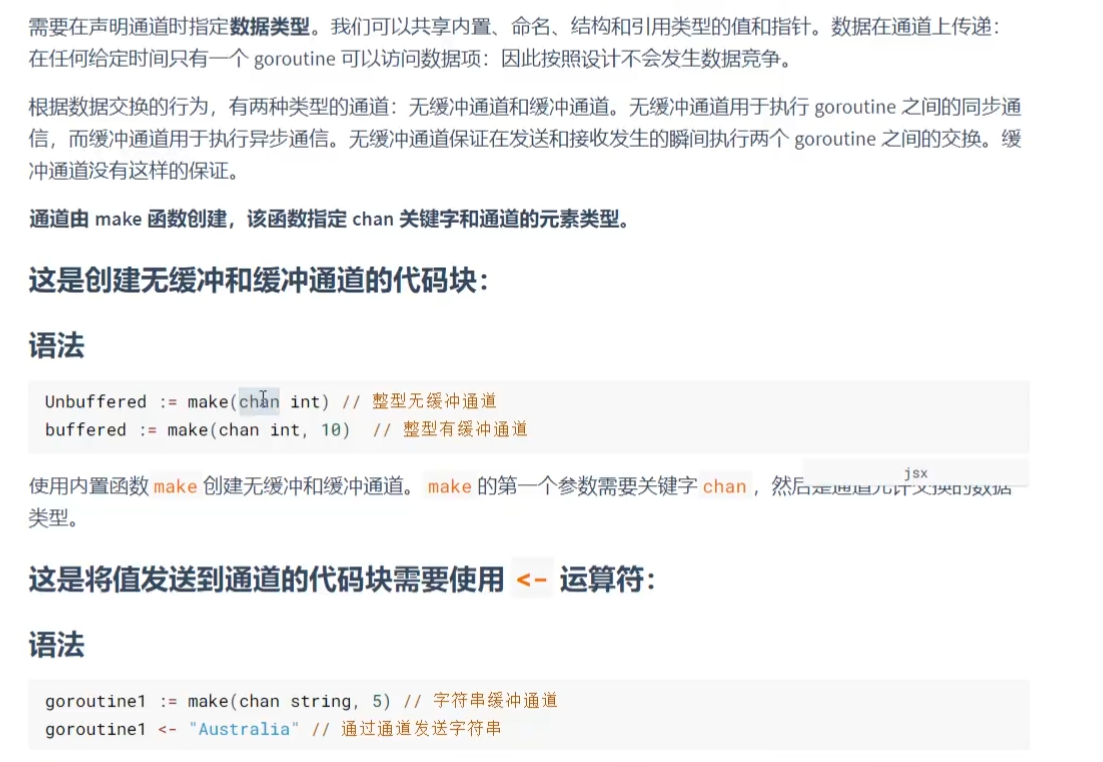 需要在声明通道时指定数据类型。我们可以共享内置、命名、结构和引用类型的值和指针。数据在通道上传递：
在任何给定时间只有一个 goroutine 可以访问数据项：因此按照设计不会发生数据竞争。
根据数据交换的行为，有两种类型的通道：无缓冲通道和缓冲通道。无缓冲通道用于执行 goroutine 之间的同步通
信，而缓冲通道用于执行异步通信。无缓冲通道保证在发送和接收发生的瞬间执行两个 goroutine 之间的交换。缓
冲通道没有这样的保证。
通道由 make 函数创建，该函数指定 chan 关键字和通道的元素类型。
这是创建无缓冲和缓冲通道的代码块：
语法
Unbuffered := make(chan int) // 整型无缓冲通道
buffered := make(chan int, 10)  // 整型有缓冲通道
jsx
使用内置函数 make 创建无缓冲和缓冲通道。 make 的第一个参数需要关键字 chan ，然后是通道允许交换的数据
类型。
这是将值发送到通道的代码块需要使用 <- 运算符：
语法
goroutine1 := make(chan string, 5) // 字符串缓冲通道
goroutine1 <- "Australia" // 通过通道发送字符串